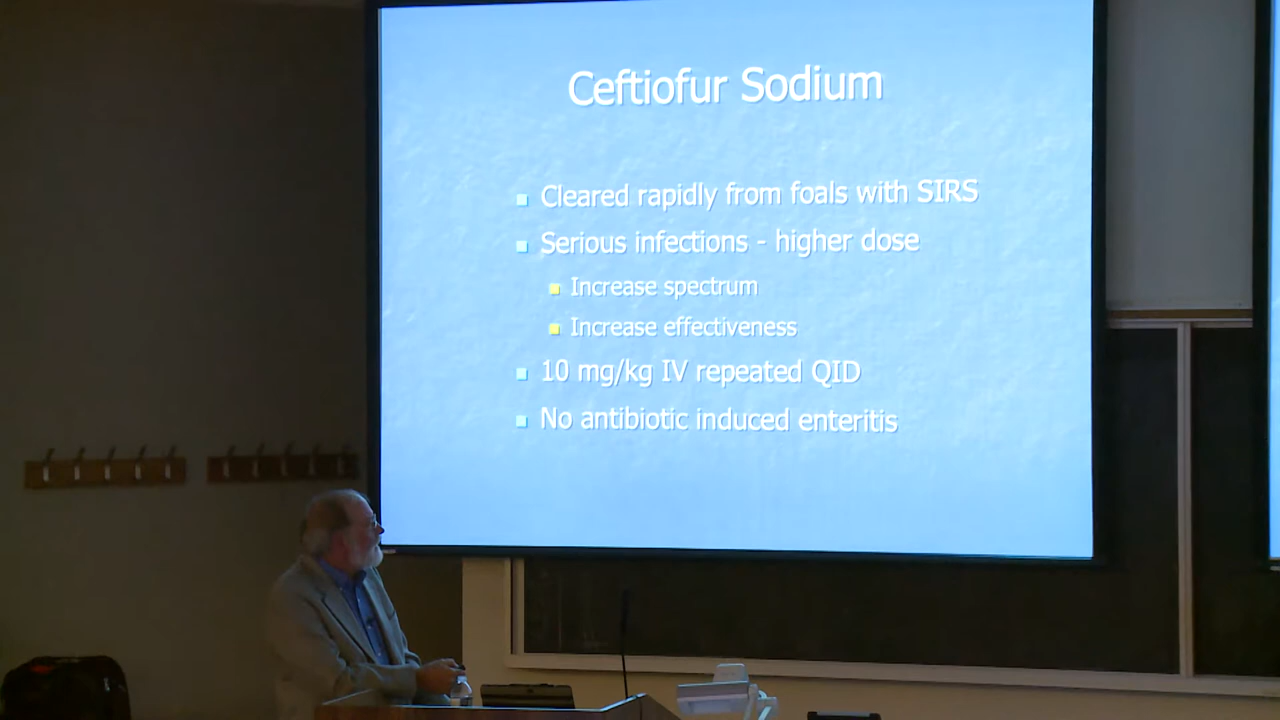 Ceftiofur Sodium
Cleared rapidly from foals with SIRS
Serious infections - higher dose
Increase spectrum
Increase effectiveness
10 mg/kg IV repeated QID
No antibiotic induced enteritis